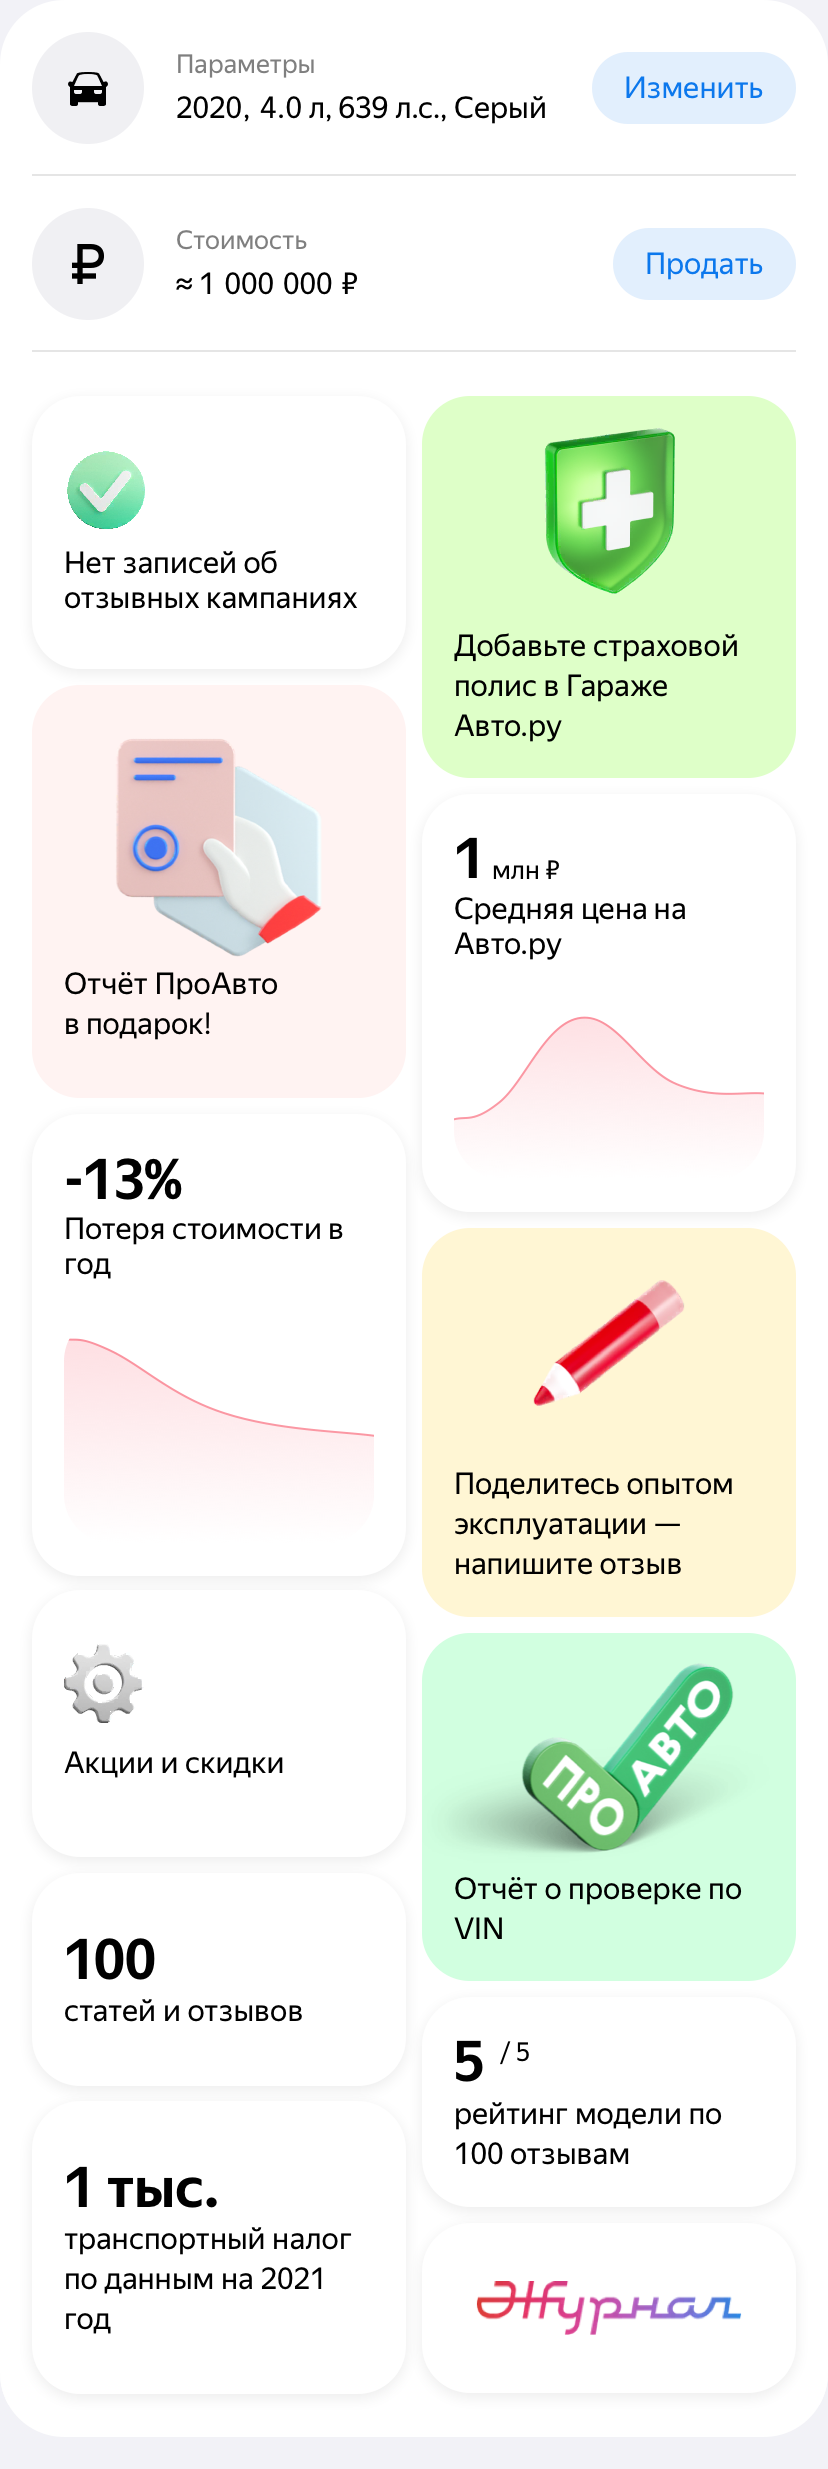 Параметры
2020, 4.0 л, 639 л.с., Серый
Изменить
Стоимость
≈ 1 000 000 ₽
Продать
Нет записей об
отзывных кампаниях
Добавьте страховой
полис в Гараже
Авто.ру
Отчёт ПроАвто
в подарок!
1 млн ₽
Средняя цена на
Авто.ру
-13%
Потеря стоимости в
год
Поделитесь опытом
эксплуатации —
напишите отзыв
Акции и скидки
ПРО
АВТО
Отчёт о проверке по
VIN
100
статей и отзывов
5 / 5
рейтинг модели по
100 отзывам
1 тыс.
транспортный налог
по данным на 2021
год
Журнал